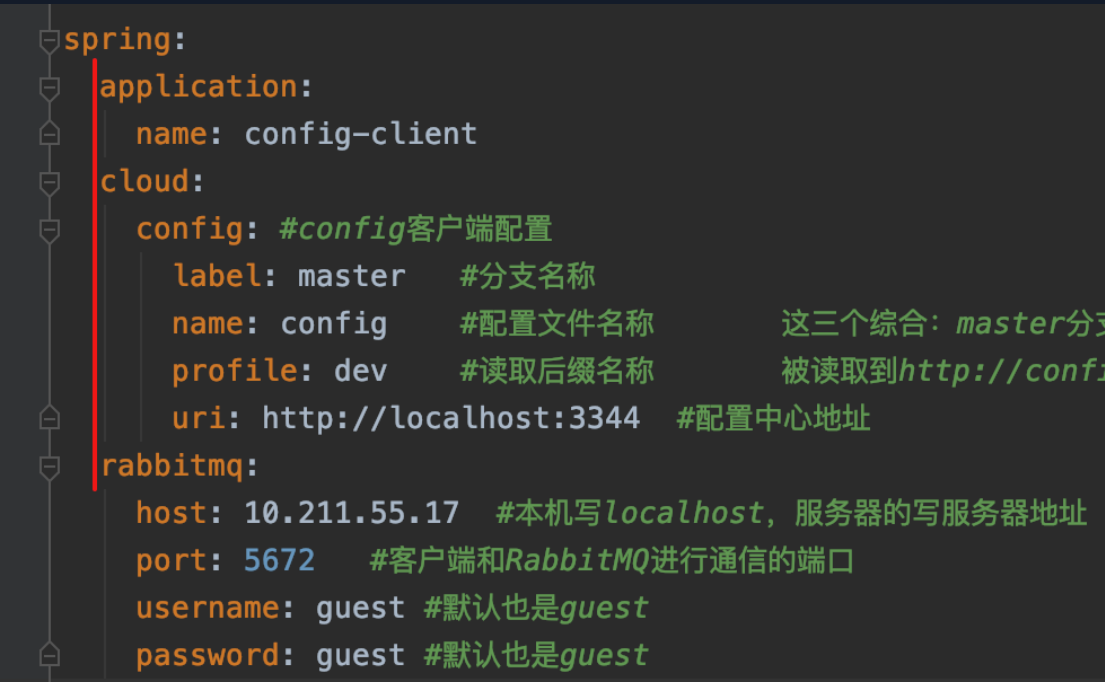 spring:
application:
name: config-client
cloud:
config: #config客户端配置
label: master #分支名称
name: config #配置文件名称 这三个综合：master分
profile: dev #读取后缀名称 被读取到http://confi
uri: http://localhost:3344 #配置中心地址
rabbitmq:
host: 10.211.55.17 #本机写localhost，服务器的写服务器地址
port: 5672 #客户端和RabbitMQ进行通信的端口
username: guest #默认也是guest
password: guest #默认也是guest